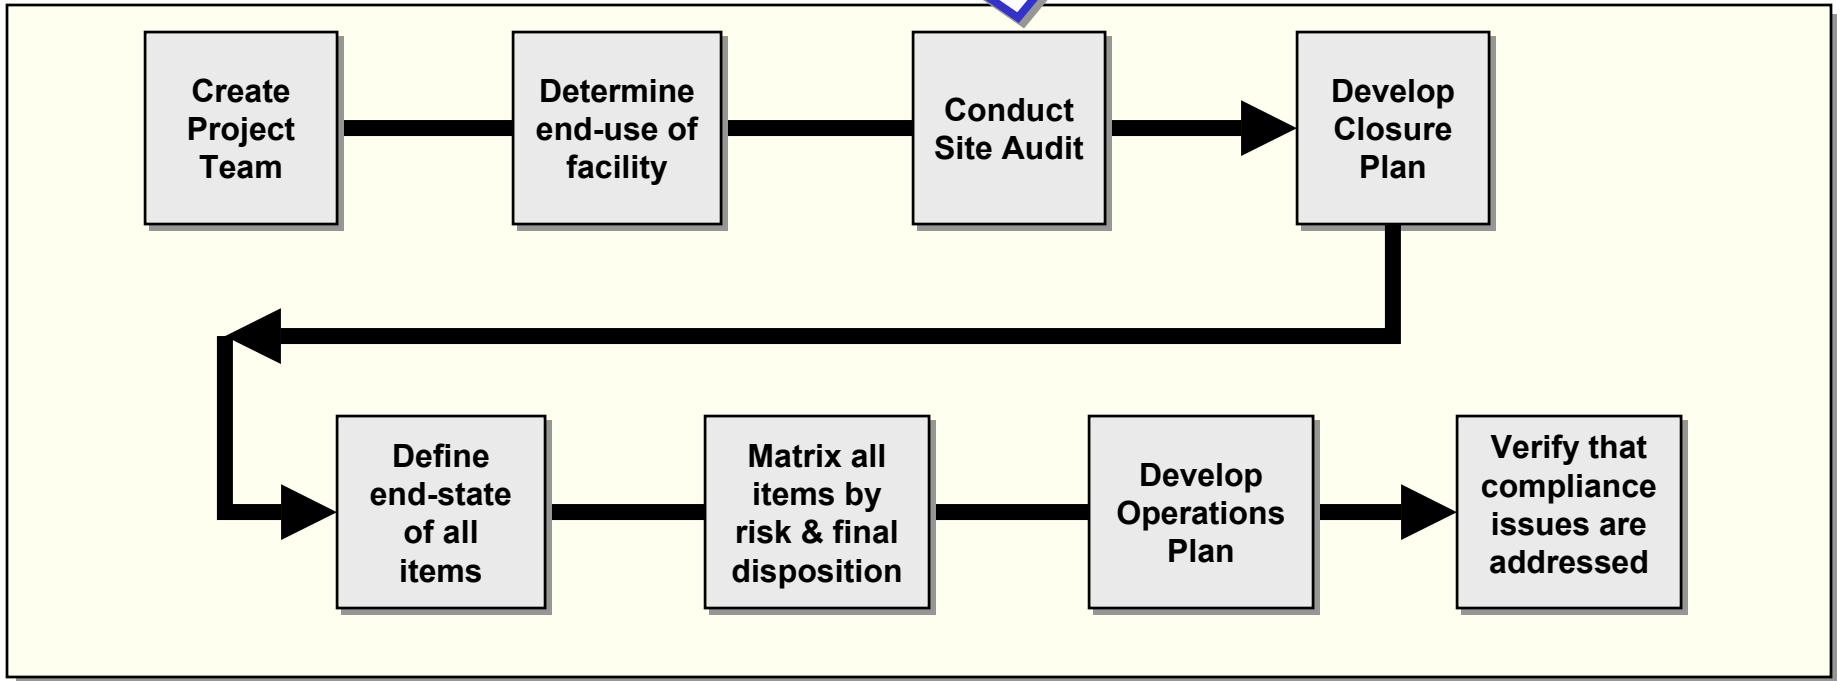 Create
Project
Team
Determine
end-use of
facility
Conduct
Site Audit
Develop
Closure
Plan
Define
end-state
of all
items
Matrix all
items by
risk & final
disposition
Develop
Operations
Plan
Verify that
compliance
issues are
addressed